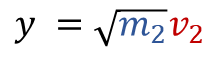 y = √m₂v₂